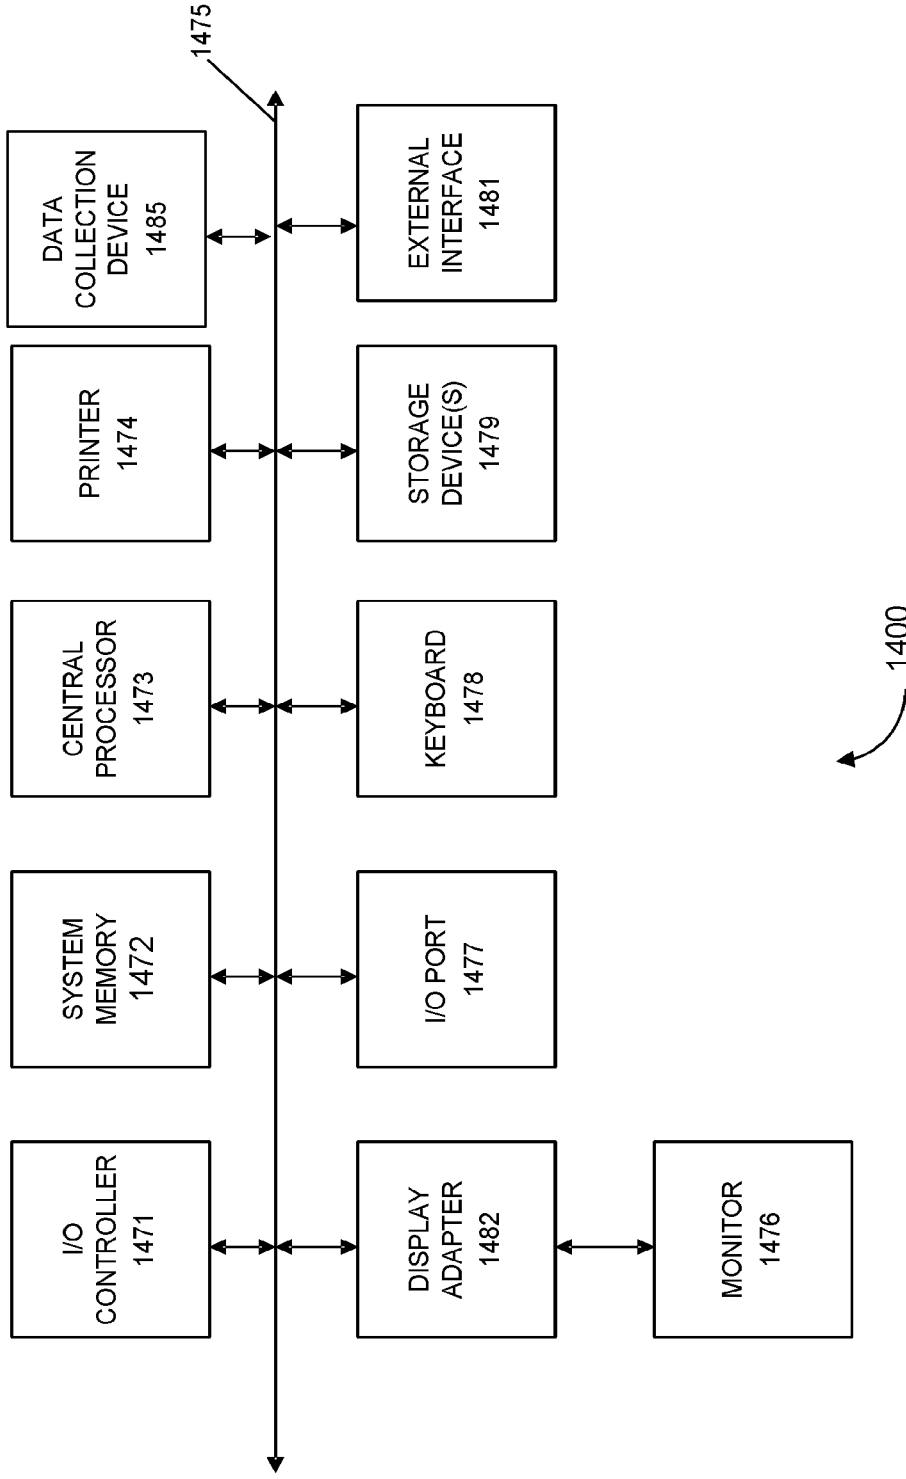 I/O
CONTROLLER
1471
SYSTEM
MEMORY
1472
CENTRAL
PROCESSOR
1473
PRINTER
1474
DATA
COLLECTION
DEVICE
1485
1475
DISPLAY
ADAPTER
1482
I/O PORT
1477
KEYBOARD
1478
STORAGE
DEVICE(S)
1479
EXTERNAL
INTERFACE
1481
MONITOR
1476
1400